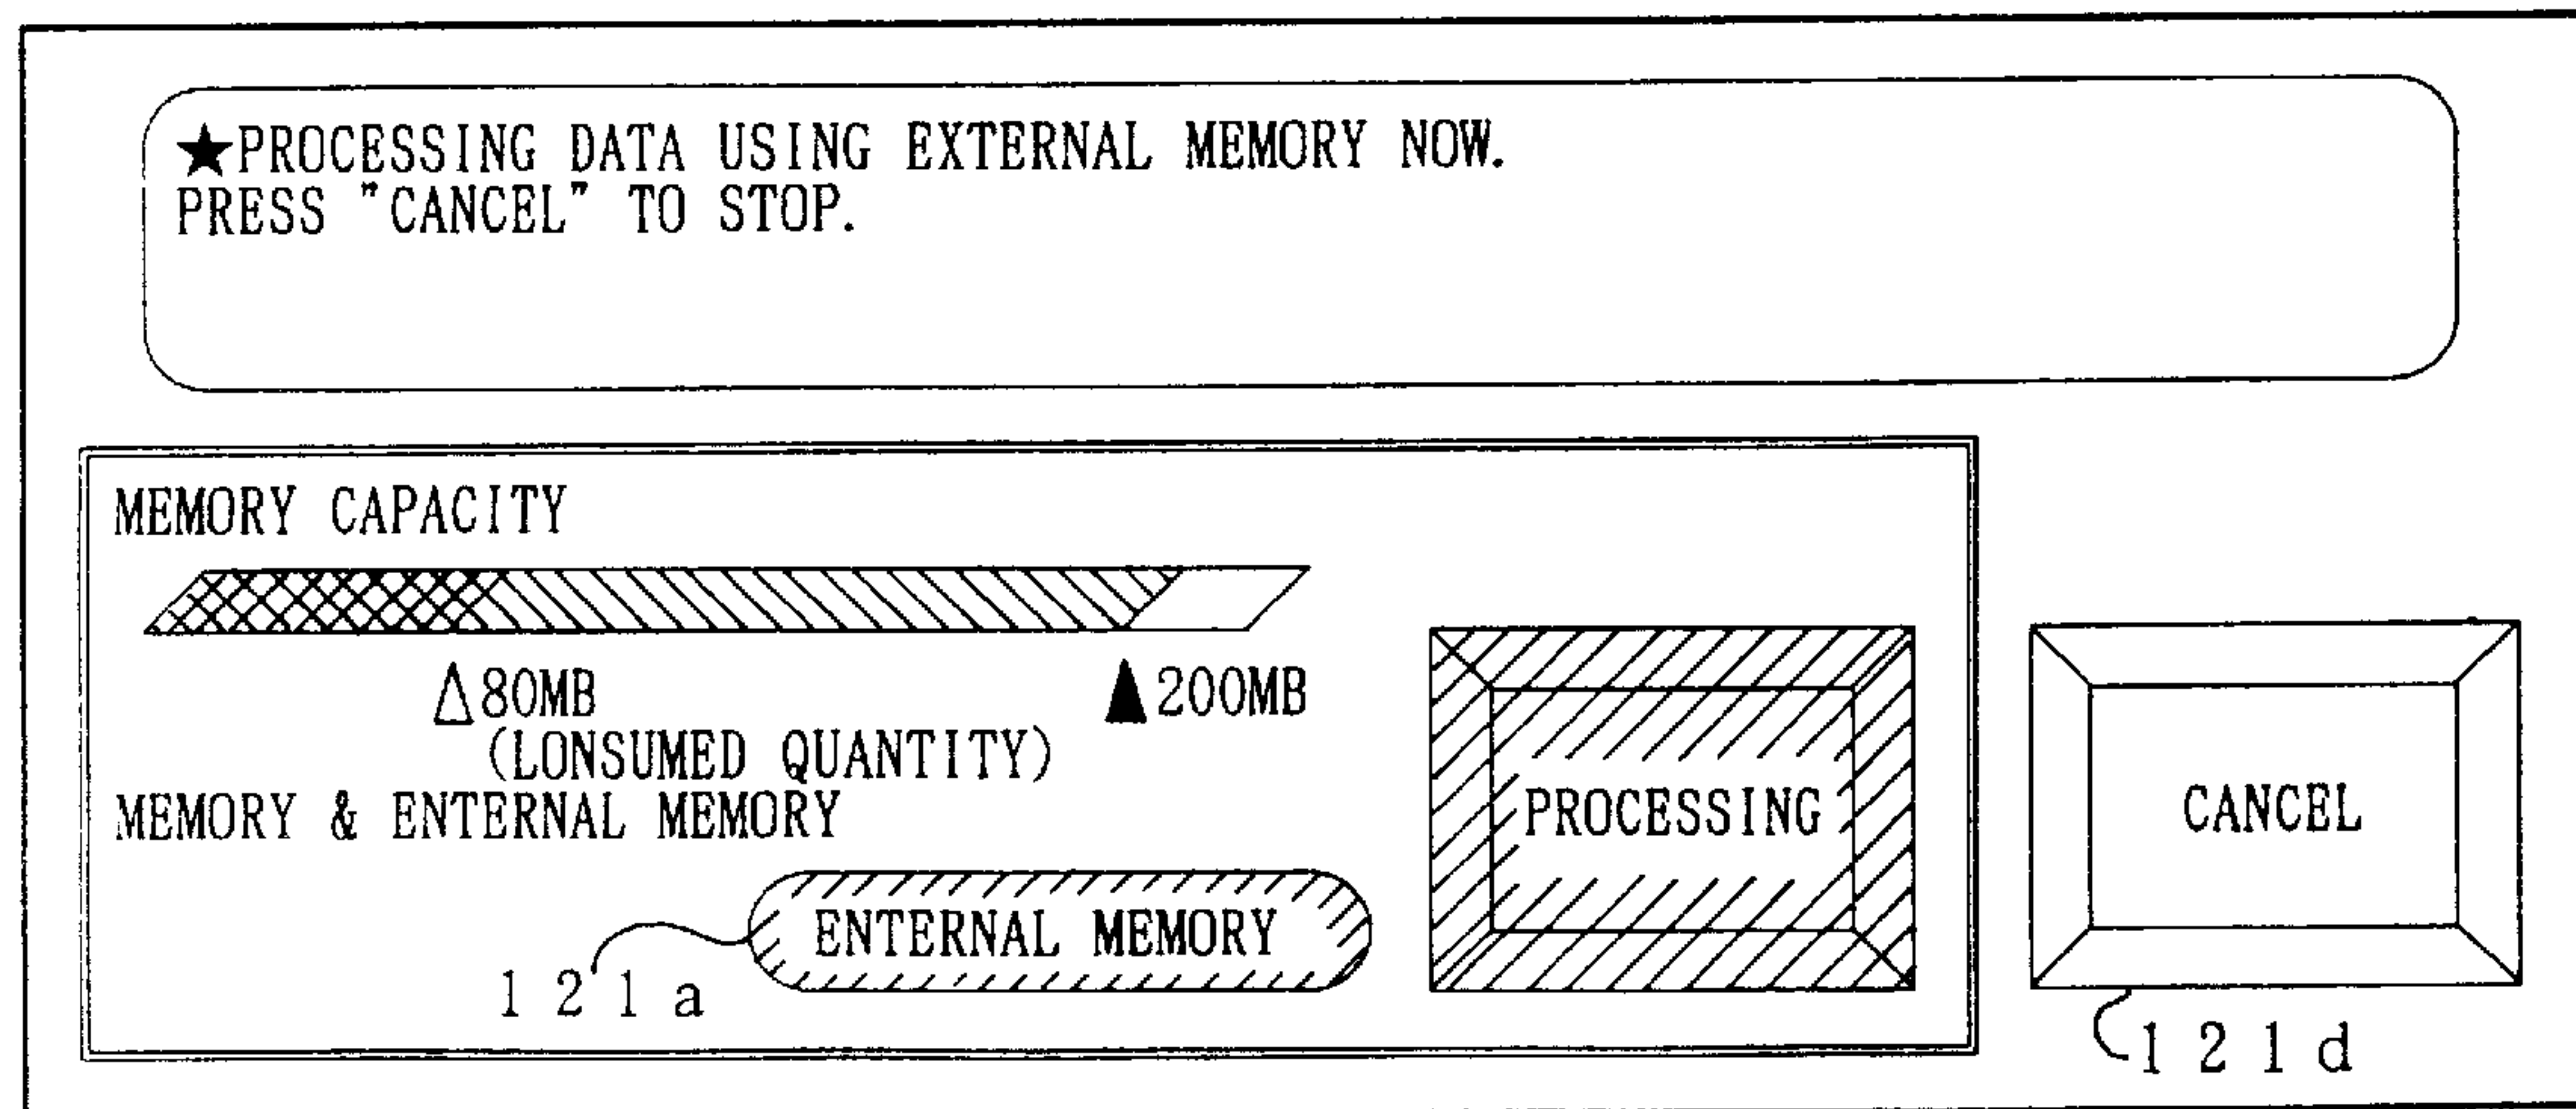 ★PROCESSING DATA USING EXTERNAL MEMORY NOW.
PRESS "CANCEL" TO STOP.
MEMORY CAPACITY
△80MB ▲200MB
(LONSUMED QUANTITY)
MEMORY & ENTERNAL MEMORY
PROCESSING
CANCEL
ENTERNAL MEMORY
121a
121d